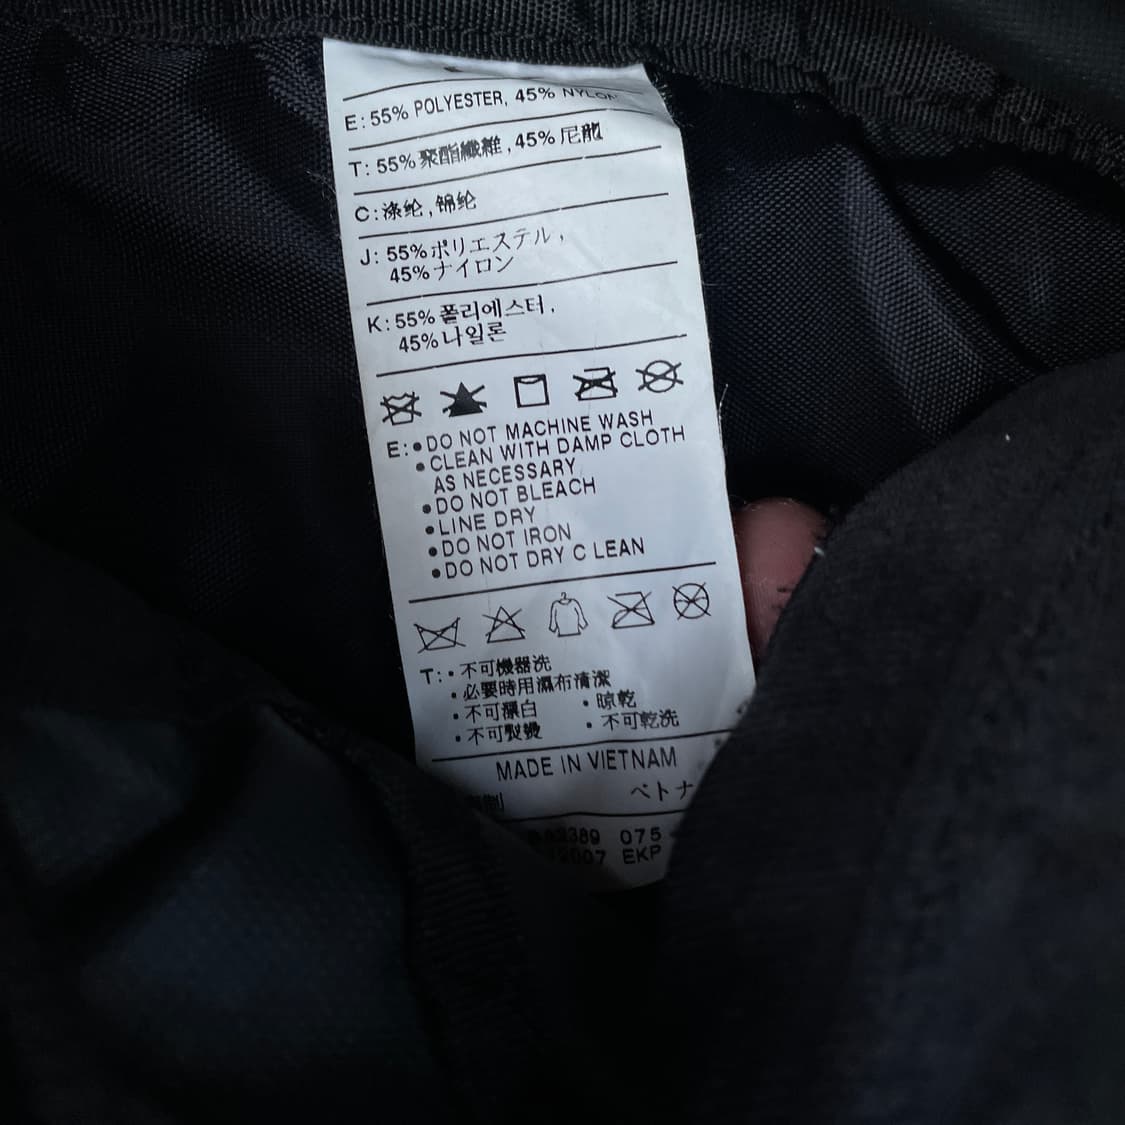 E: 55% POLYESTER, 45% NYLON
T: 55% 聚酯纖維, 45% 尼龍
C: 涤纶, 锦纶
J: 55% ポリエステル,
45% ナイロン
K: 55% 폴리에스터,
45% 나일론
E: • DO NOT MACHINE WASH
• CLEAN WITH DAMP CLOTH
AS NECESSARY
• DO NOT BLEACH
• LINE DRY
• DO NOT IRON
• DO NOT DRY C LEAN
T: • 不可機器洗
• 必要時用濕布清潔
• 不可漂白 • 晾乾
• 不可熨燙 • 不可乾洗
MADE IN VIETNAM
ベトナ
389 075
007 EKP